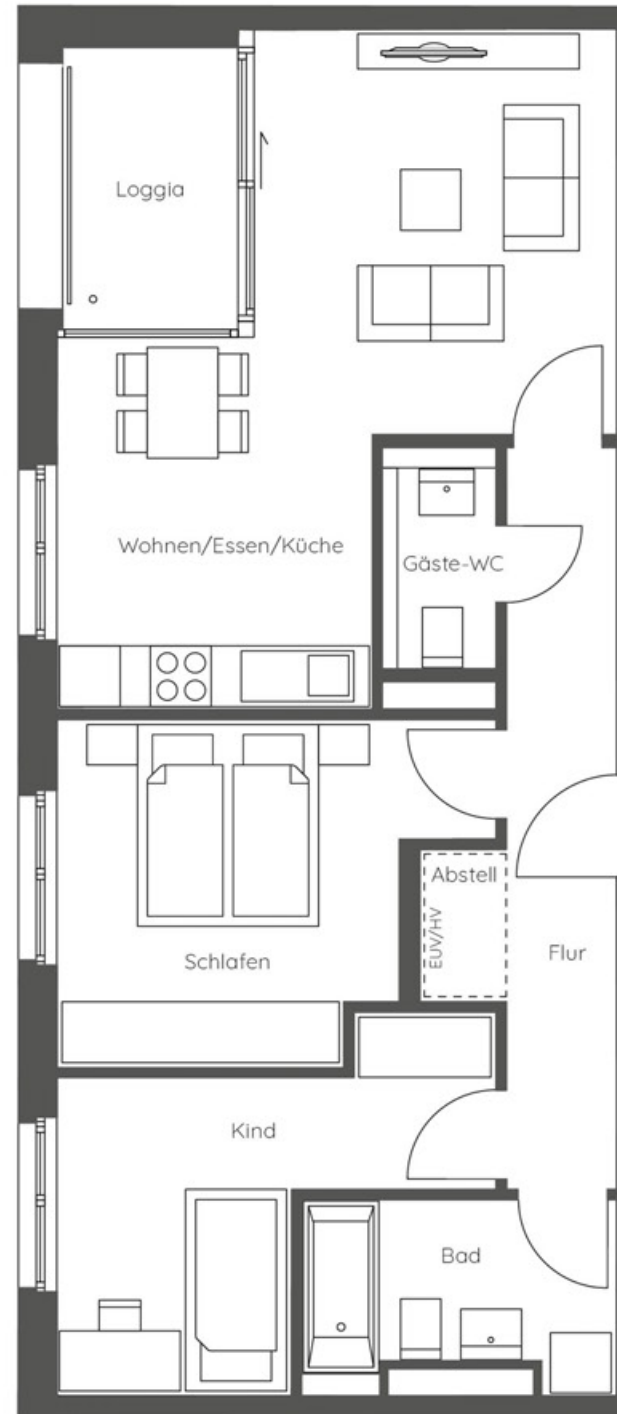 Loggia
Wohnen/Essen/Küche
Gäste-WC
Abstell
EUV/HV
Flur
Schlafen
Kind
Bad